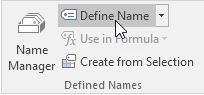 Define Name
Name
Manager
Use in Formula
Create from Selection
Defined Names